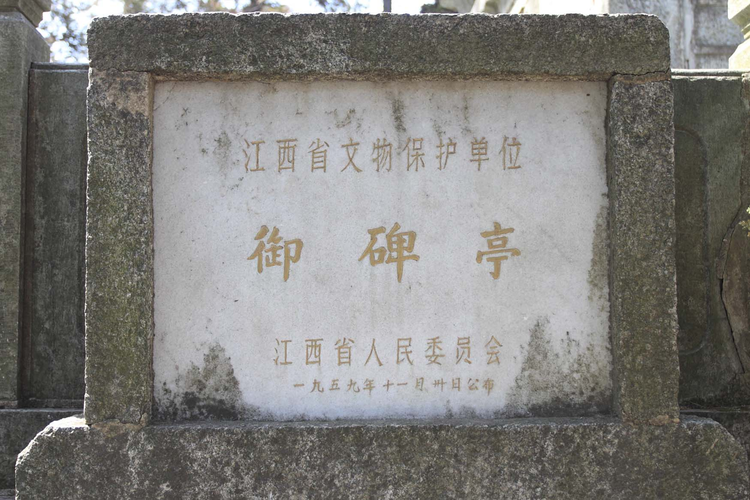 江西省文物保护单位
御碑亭
江西省人民委员会
一九五九年十一月卅日公布